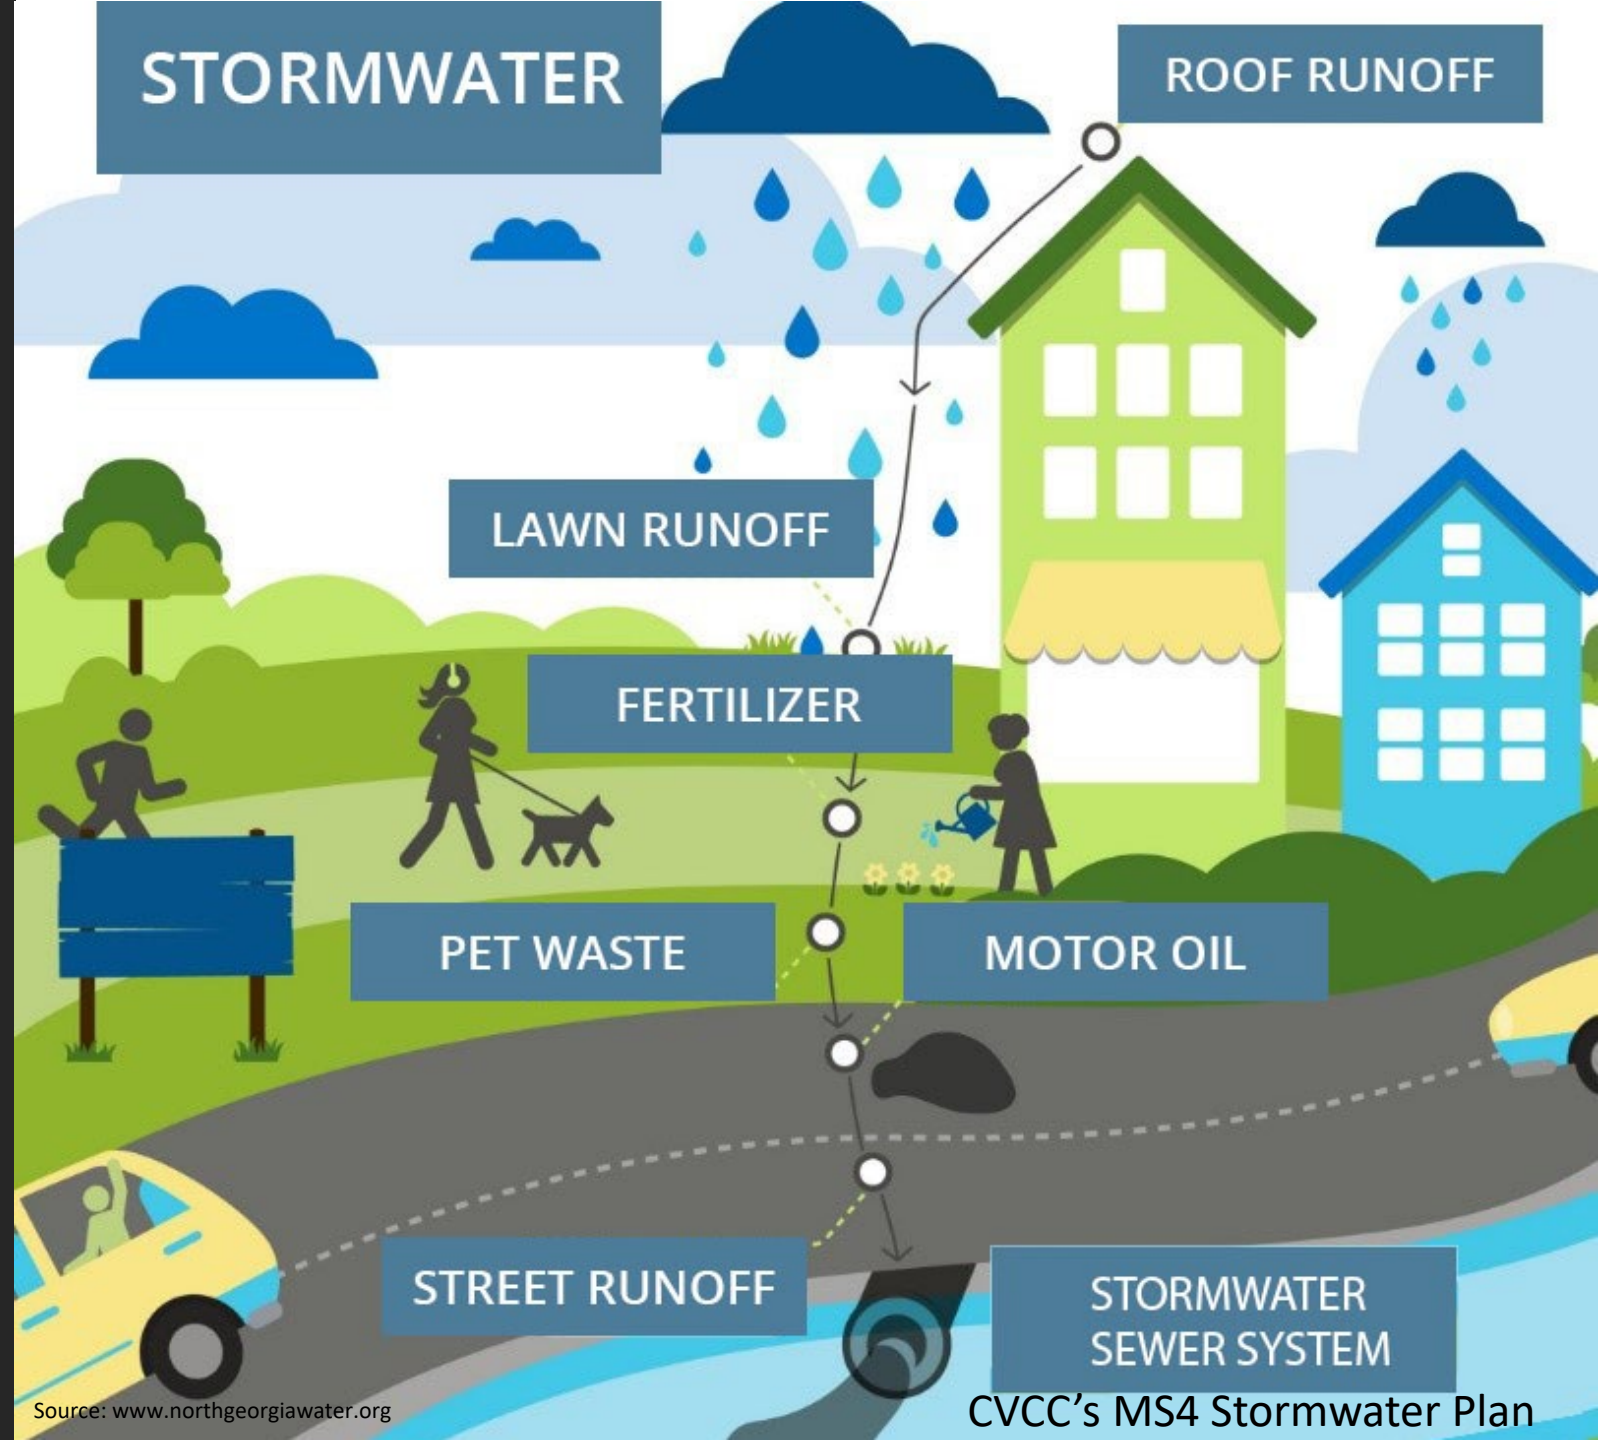 STORMWATER
ROOF RUNOFF
LAWN RUNOFF
FERTILIZER
PET WASTE
MOTOR OIL
STREET RUNOFF
STORMWATER
SEWER SYSTEM
Source: www.northgeorgiawater.org
CVCC’s MS4 Stormwater Plan